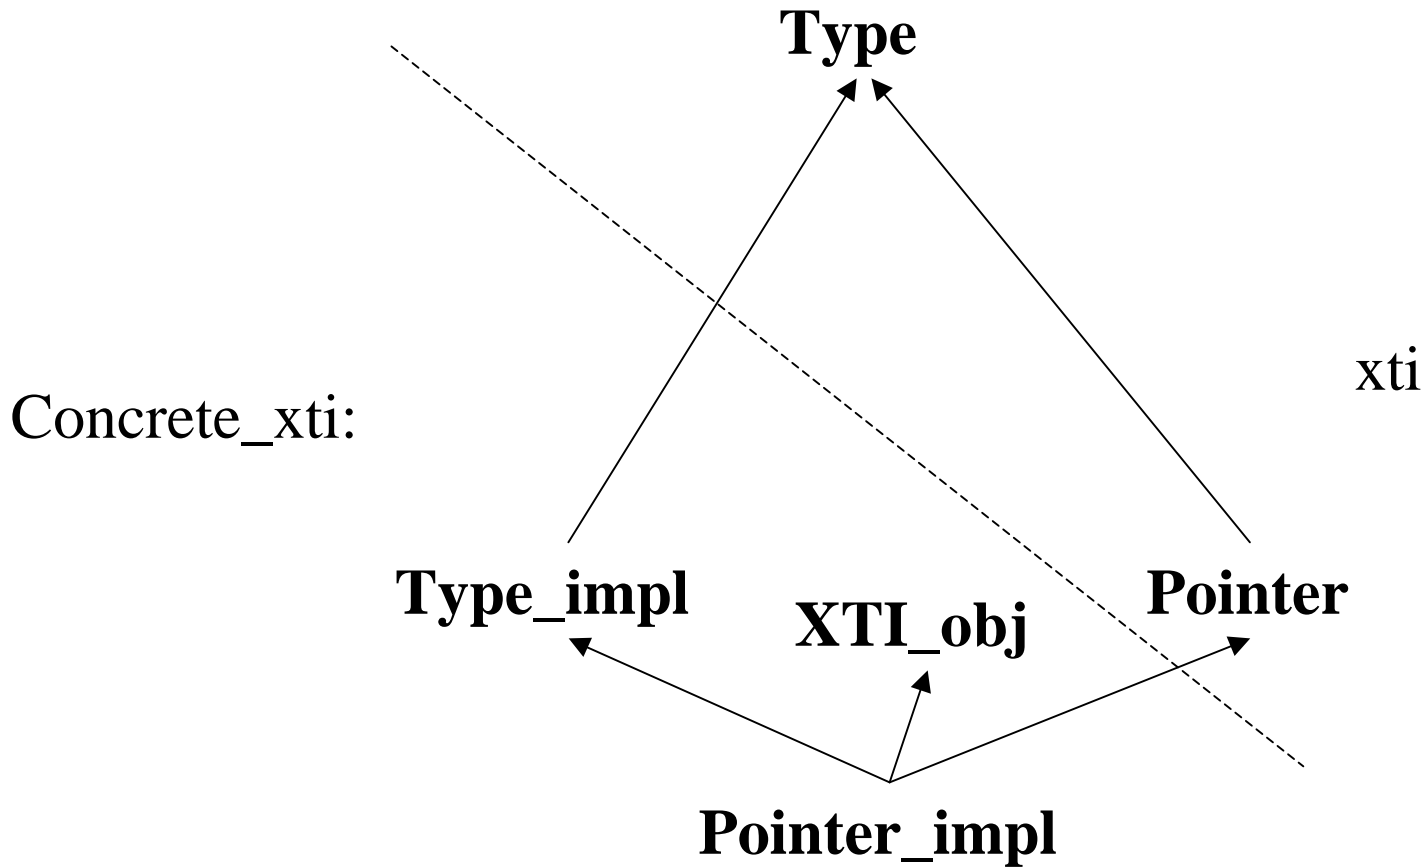 Type
xti
Concrete_xti:
Type_impl
XTI_obj
Pointer
Pointer_impl